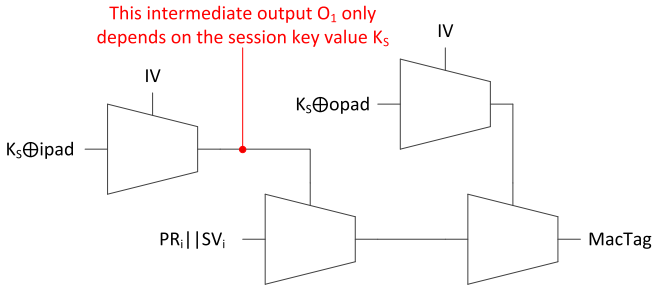 This intermediate output O₁ only
depends on the session key value Kₛ
IV
IV
Kₛ⊕opad
Kₛ⊕ipad
PRᵢ||SVᵢ
MacTag